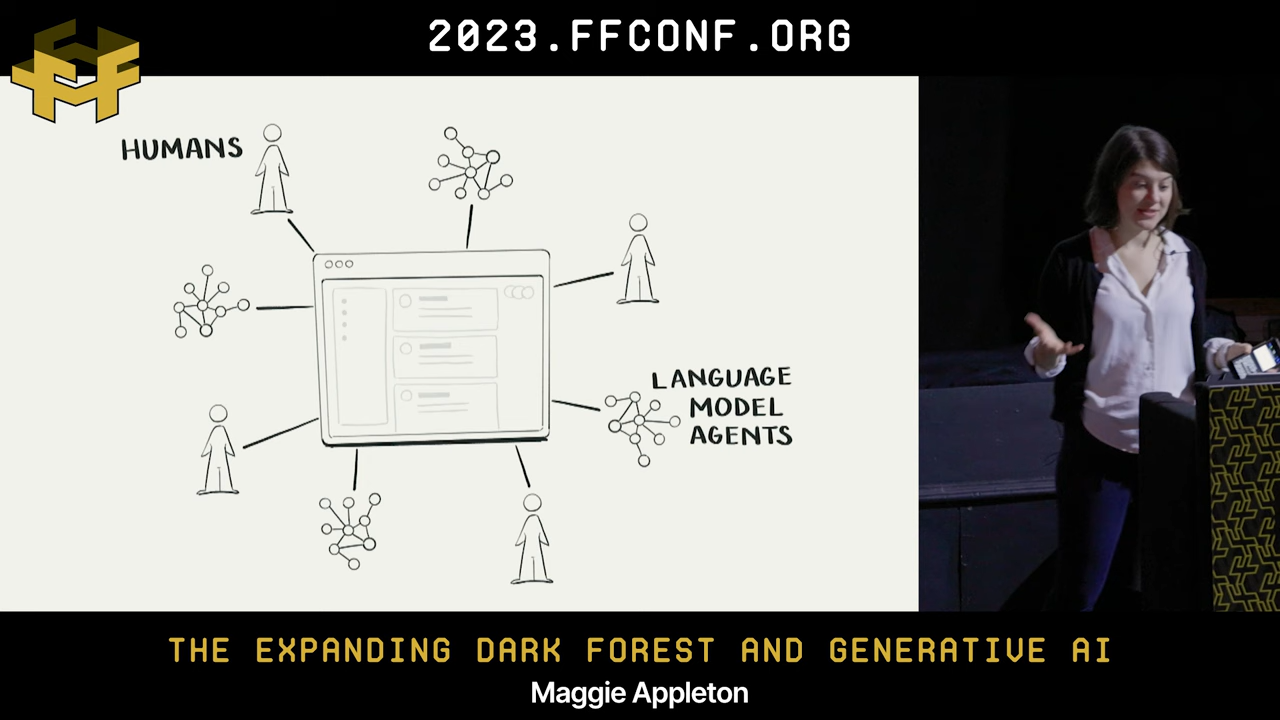 2023.FFCONF.ORG
HUMANS
LANGUAGE
MODEL
AGENTS
THE EXPANDING DARK FOREST AND GENERATIVE AI
Maggie Appleton